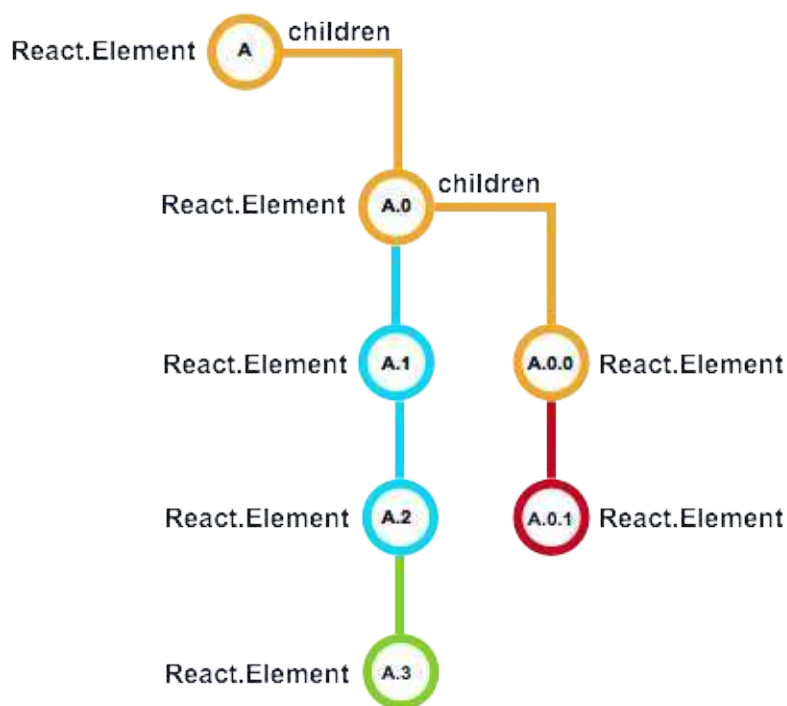 children
React.Element A
children
React.Element A.0
React.Element A.1 A.0.0 React.Element
React.Element A.2 A.0.1 React.Element
React.Element A.3